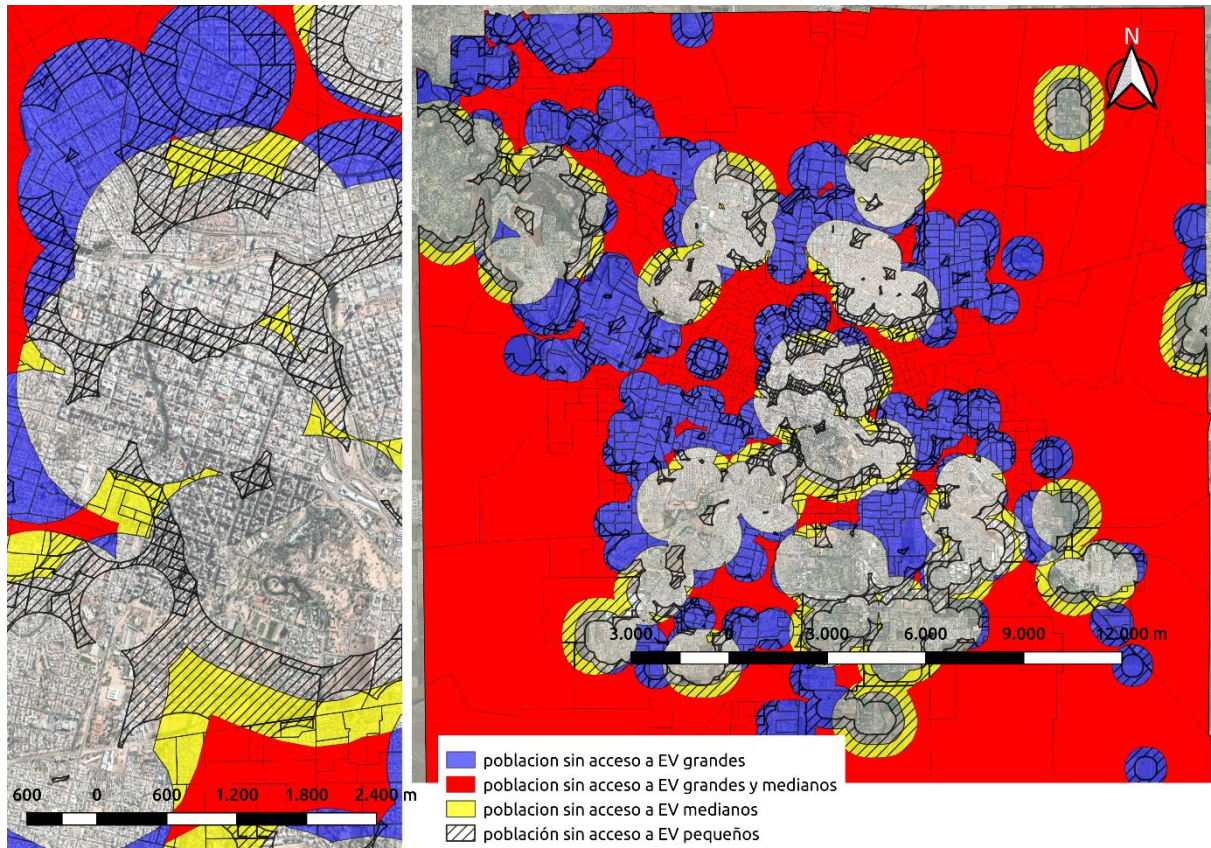 N
3.000 0 3.000 6.000 9.000 12.000 m
poblacion sin acceso a EV grandes
poblacion sin acceso a EV grandes y medianos
poblacion sin acceso a EV medianos
población sin acceso a EV pequeños
600 0 600 1.200 1.800 2.400 m